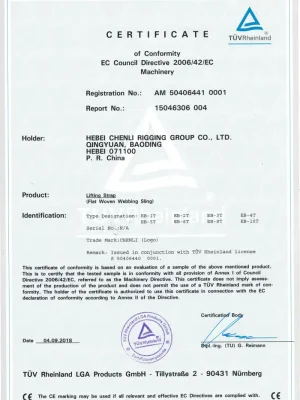 TÜVRheinland
CERTIFICATE
of Conformity
EC Council Directive 2006/42/EC
Machinery
Registration No.: AM 50406441 0001
Report No.: 15046306 004
Holder: HEBEI CHENLI RIGGING GROUP CO., LTD.
QINGYUAN, BAODING
HEBEI 071100
P. R. China
Product: Lifting Strap
(Flat Woven Webbing Sling)
Identification: Type Designation: EB-1T EB-2T EB-3T EB-4T
EB-5T EB-6T EB-8T EB-10T
Serial No.: N/A
Trade Mark: CHENLI (Logo)
Remark: Issued in conjunction with TÜV Rheinland license
S 50406440 0001.
This certificate of conformity is based on an evaluation of a sample of the above mentioned product.
This is to certify that the tested sample is in conformity with all provision of Annex I of Council
Directive 2006/42/EC, referred to as the Machinery Directive. This certificate does not imply assess-
ment of the production of the product and does not permit the use of a TÜV Rheinland mark of con-
formity. The holder of the certificate is authorized to use this certificate in connection with the EC
declaration of conformity according to Annex II of the Directive.
Certification Body
Date 04.09.2018
Dipl.-Ing. (TU) G. Reimann
TÜV Rheinland LGA Products GmbH - Tillystraße 2 - 90431 Nürnberg
CE The CE marking may be used if all relevant and effective EC Directives are complied with.